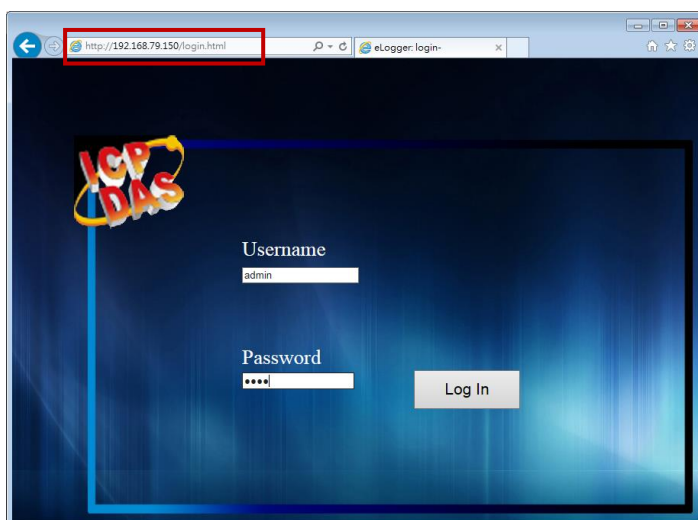 http://192.168.79.150/login.html
eLogger: login-
ICP
DAS
Username
admin
Password
••••
Log In